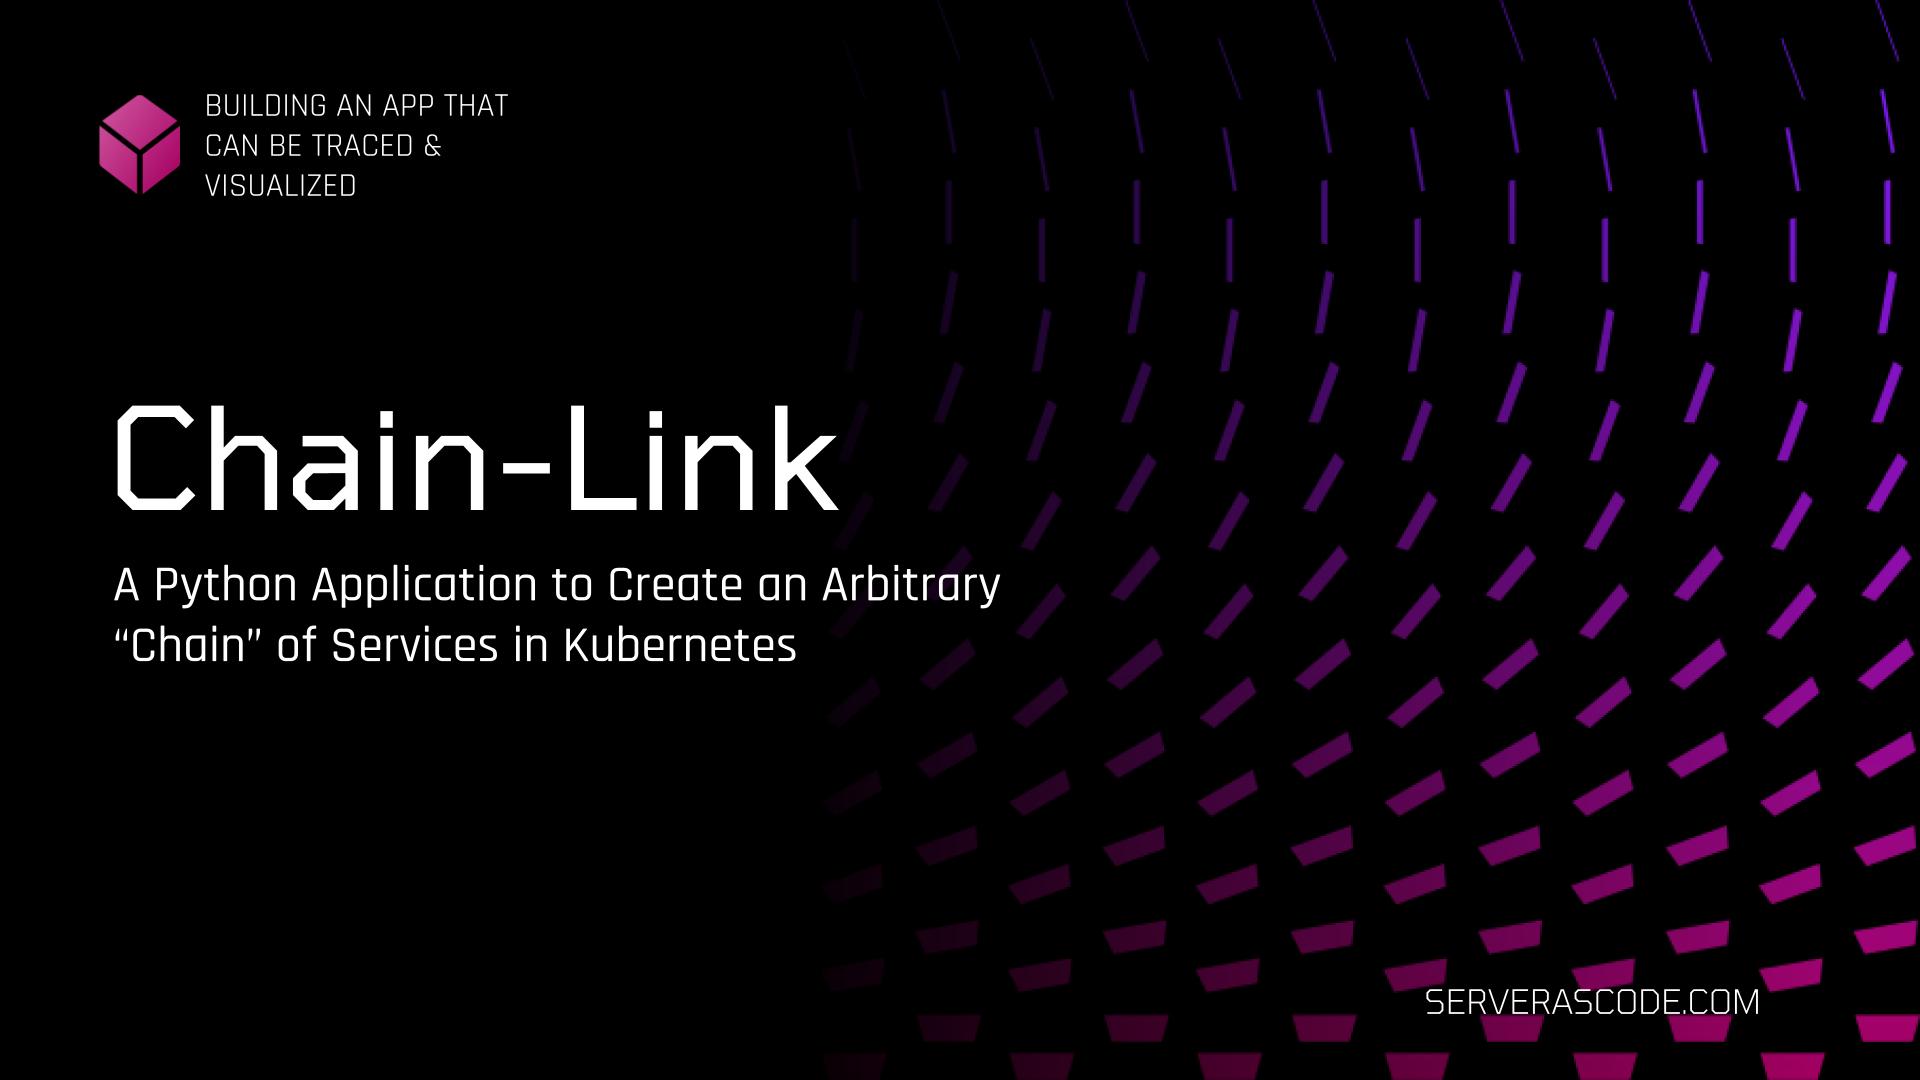 BUILDING AN APP THAT
CAN BE TRACED &
VISUALIZED
Chain-Link
A Python Application to Create an Arbitrary
“Chain” of Services in Kubernetes
SERVERASCODE.COM